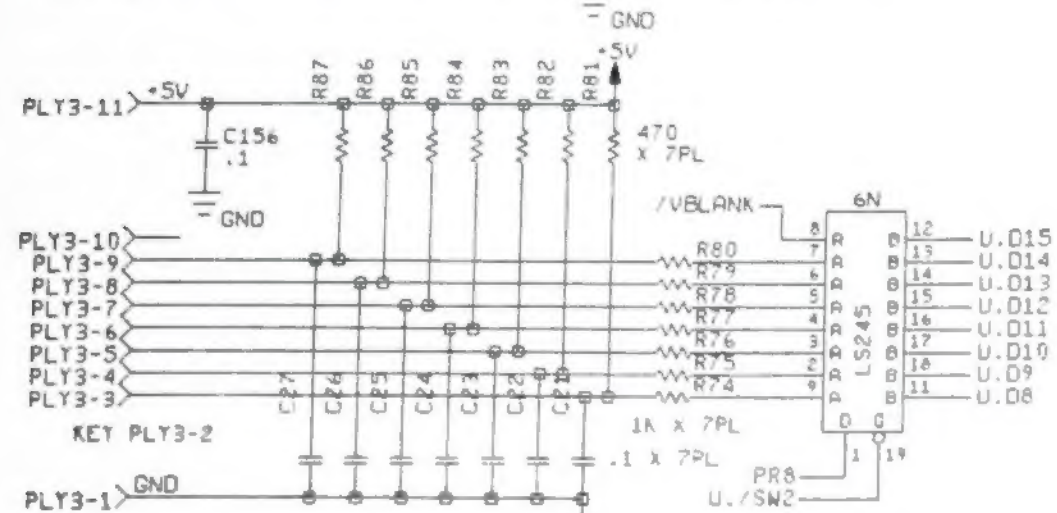 GND
+5V
R87 R86 R85 R84 R83 R82 R81
PLY3-11 +5V
C156
.1
470
X 7PL
GND
/VBLANK
6N
PLY3-10
8 A B 12 U.D15
PLY3-9 R80 7 A B 13 U.D14
PLY3-8 R79 6 A B 14 U.D13
PLY3-7 R78 5 A B 15 U.D12
PLY3-6 R77 4 A B 16 U.D11
PLY3-5 R76 3 A B 17 U.D10
PLY3-4 R75 2 A B 18 U.D9
PLY3-3 R74 9 A B 11 U.D8
LS245
C27 C26 C25 C24 C23 C22 C21
KEY PLY3-2
1K X 7PL
D G
.1 X 7PL
1 19
PR8
U./SW2
PLY3-1 GND